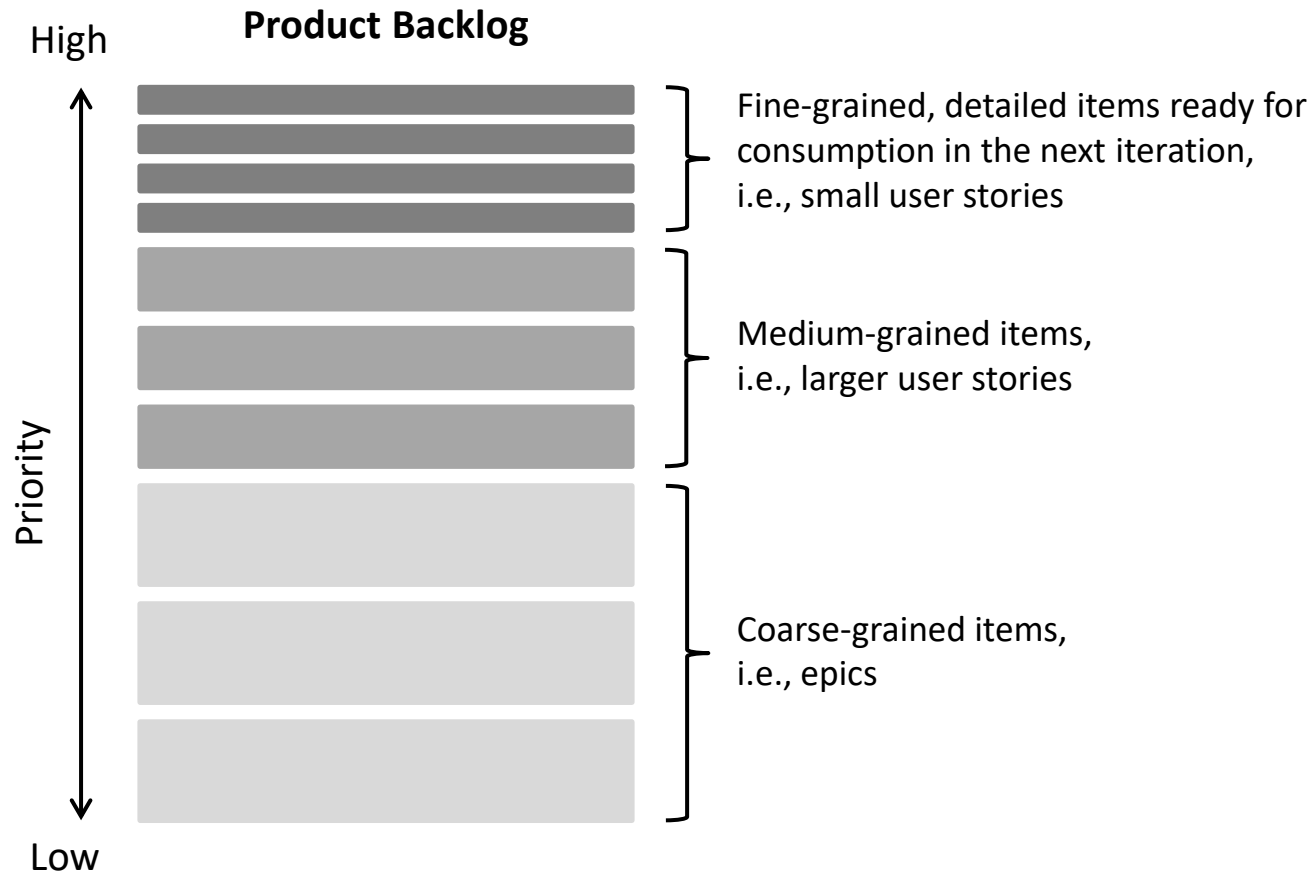 Product Backlog
High
Fine-grained, detailed items ready for
consumption in the next iteration,
i.e., small user stories
Medium-grained items,
i.e., larger user stories
Priority
Coarse-grained items,
i.e., epics
Low